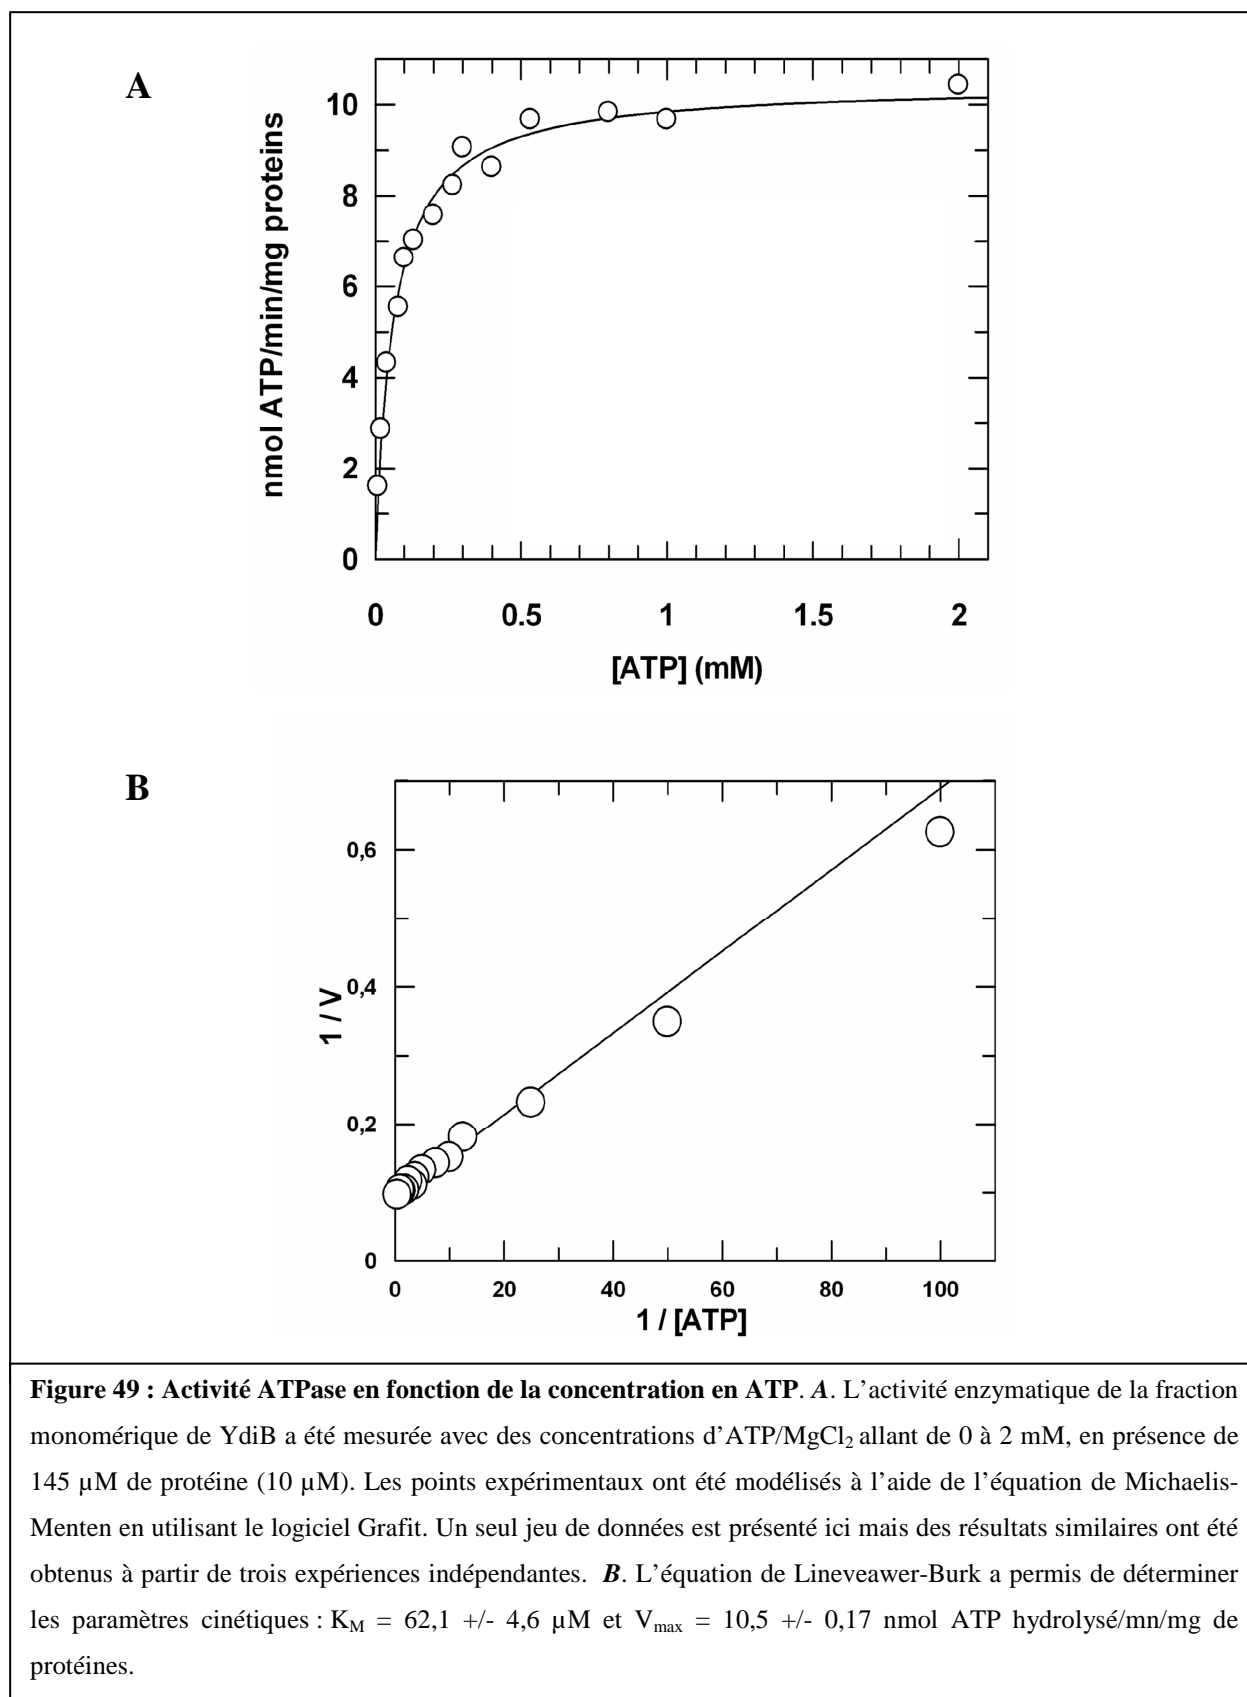 A
nmol ATP/min/mg proteins
10
8
6
4
2
0
0 0.5 1 1.5 2
[ATP] (mM)
B
1 / V
0,6
0,4
0,2
0
0 20 40 60 80 100
1 / [ATP]
Figure 49 : Activité ATPase en fonction de la concentration en ATP. A. L’activité enzymatique de la fraction
monomérique de YdiB a été mesurée avec des concentrations d’ATP/MgCl₂ allant de 0 à 2 mM, en présence de
145 µM de protéine (10 µM). Les points expérimentaux ont été modélisés à l’aide de l’équation de Michaelis-
Menten en utilisant le logiciel Grafit. Un seul jeu de données est présenté ici mais des résultats similaires ont été
obtenus à partir de trois expériences indépendantes. B. L’équation de Lineveawer-Burk a permis de déterminer
les paramètres cinétiques : K_M = 62,1 +/- 4,6 µM et V_max = 10,5 +/- 0,17 nmol ATP hydrolysé/mn/mg de
protéines.